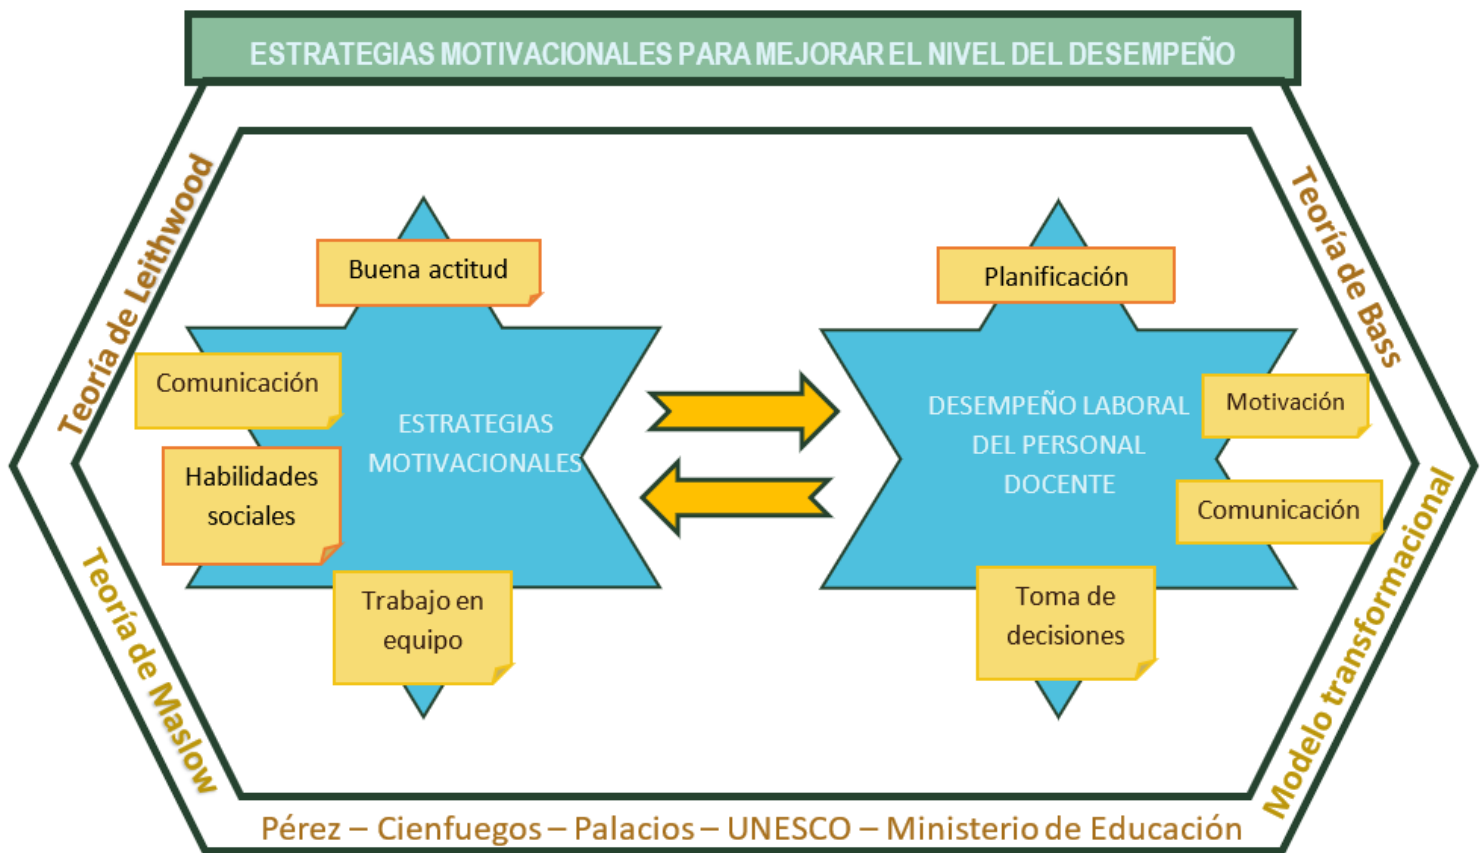 ESTRATEGIAS MOTIVACIONALES PARA MEJORAR EL NIVEL DEL DESEMPEÑO
Teoría de Leithwood
Teoría de Maslow
Buena actitud
Comunicación
Habilidades
sociales
Trabajo en
equipo
ESTRATEGIAS
MOTIVACIONALES
Planificación
DESEMPEÑO LABORAL
DEL PERSONAL
DOCENTE
Motivación
Comunicación
Toma de
decisiones
Teoría de Bass
Modelo transformacional
Pérez – Cienfuegos – Palacios – UNESCO – Ministerio de Educación